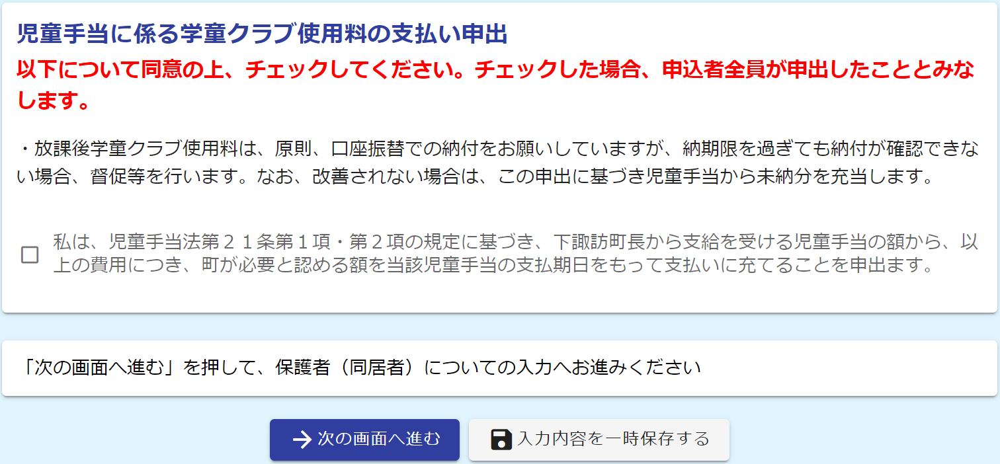 児童手当に係る学童クラブ使用料の支払い申出
以下について同意の上、チェックしてください。チェックした場合、申込者全員が申出したこととみな
します。
・放課後学童クラブ使用料は、原則、口座振替での納付をお願いしていますが、納期限を過ぎても納付が確認できな
い場合、督促等を行います。なお、改善されない場合は、この申出に基づき児童手当から未納分を充当します。
私は、児童手当法第２１条第１項・第２項の規定に基づき、下諏訪町長から支給を受ける児童手当の額から、以
上の費用につき、町が必要と認める額を当該児童手当の支払期日をもって支払いに充てることを申出ます。
「次の画面へ進む」を押して、保護者（同居者）についての入力へお進みください
次の画面へ進む
入力内容を一時保存する